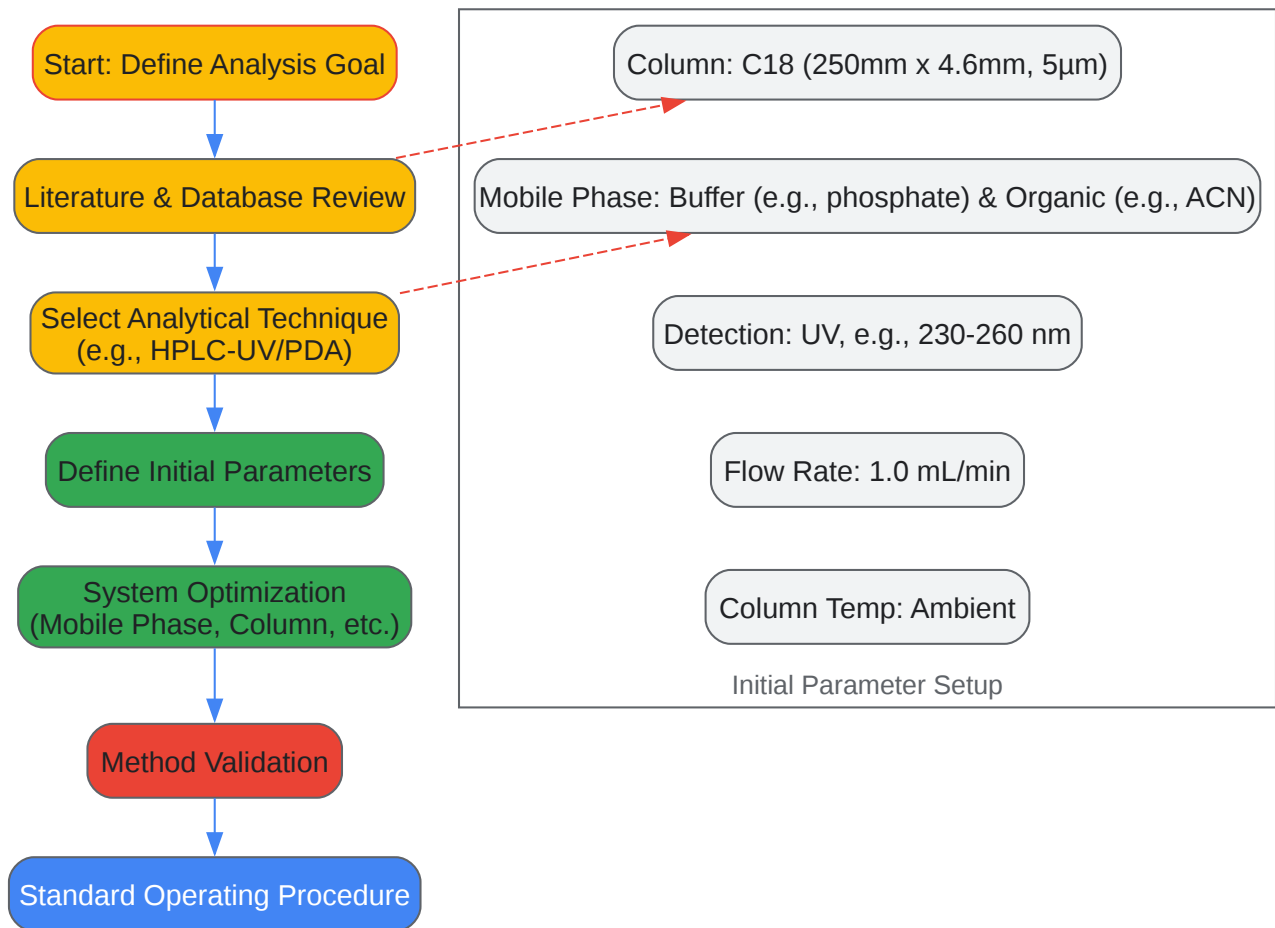 Start: Define Analysis Goal
Literature & Database Review
Select Analytical Technique
(e.g., HPLC-UV/PDA)
Define Initial Parameters
System Optimization
(Mobile Phase, Column, etc.)
Method Validation
Standard Operating Procedure
Column: C18 (250mm x 4.6mm, 5µm)
Mobile Phase: Buffer (e.g., phosphate) & Organic (e.g., ACN)
Detection: UV, e.g., 230-260 nm
Flow Rate: 1.0 mL/min
Column Temp: Ambient
Initial Parameter Setup